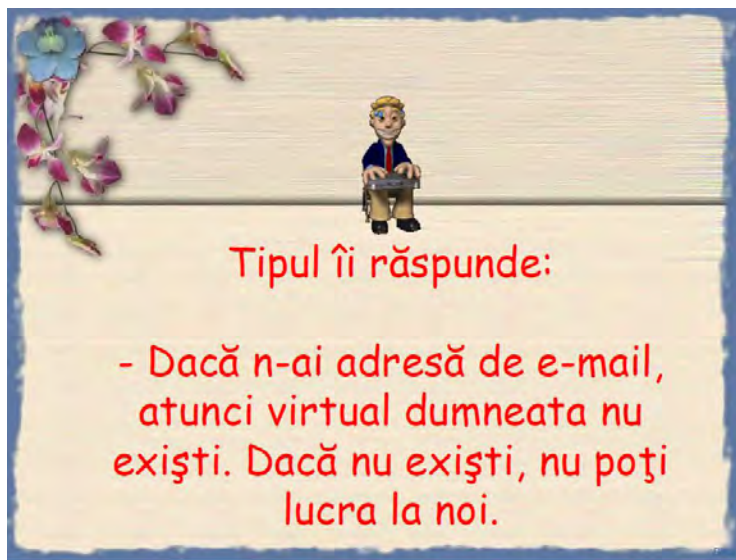 Tipul îi răspunde:
- Dacă n-ai adresă de e-mail,
atunci virtual dumneata nu
exişti. Dacă nu exişti, nu poţi
lucra la noi.
7